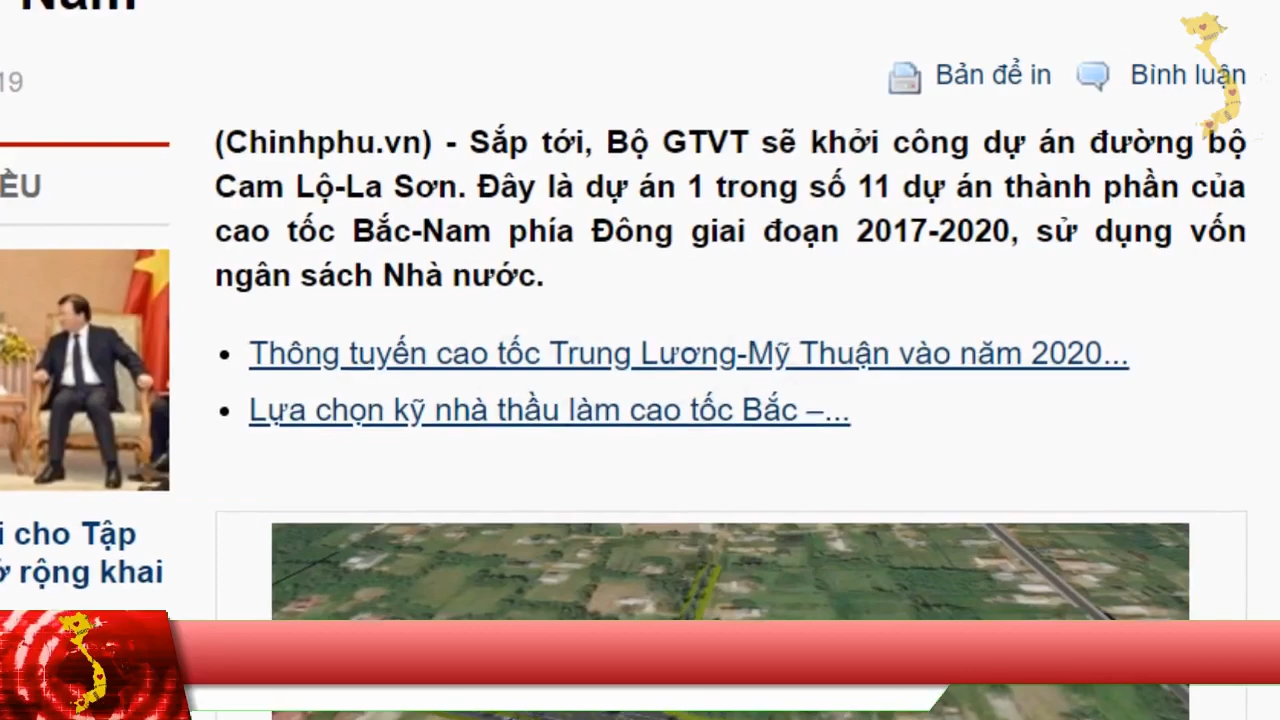 Nam
19
Bản để in
Bình luận
(Chinhphu.vn) - Sắp tới, Bộ GTVT sẽ khởi công dự án đường bộ
Cam Lộ-La Sơn. Đây là dự án 1 trong số 11 dự án thành phần của
cao tốc Bắc-Nam phía Đông giai đoạn 2017-2020, sử dụng vốn
ngân sách Nhà nước.
ỀU
• Thông tuyến cao tốc Trung Lương-Mỹ Thuận vào năm 2020...
• Lựa chọn kỹ nhà thầu làm cao tốc Bắc –...
i cho Tập
ở rộng khai